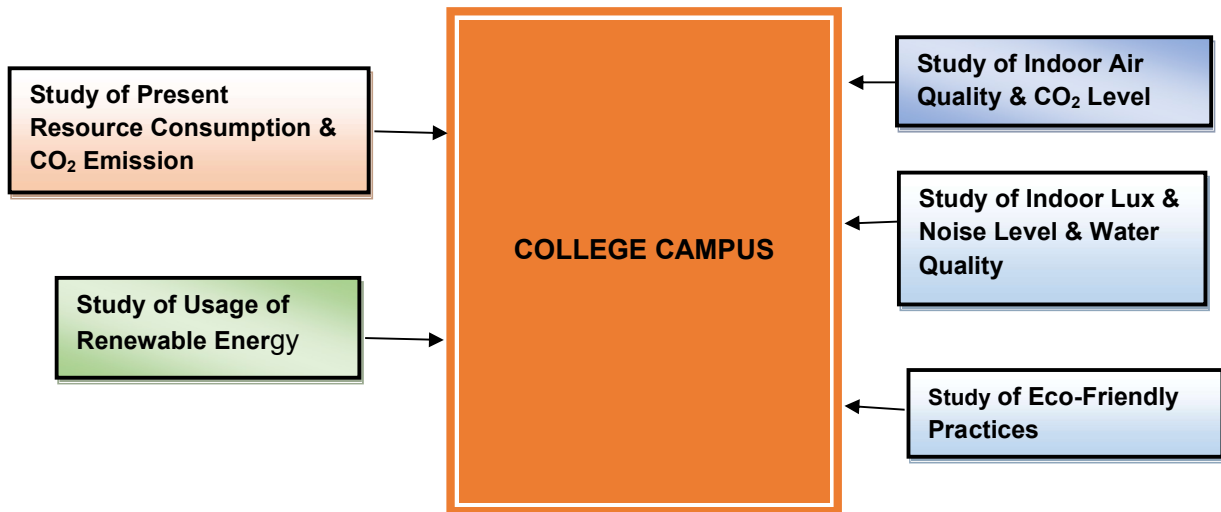 Study of Present
Resource Consumption &
CO₂ Emission
Study of Usage of
Renewable Energy
COLLEGE CAMPUS
Study of Indoor Air
Quality & CO₂ Level
Study of Indoor Lux &
Noise Level & Water
Quality
Study of Eco-Friendly
Practices